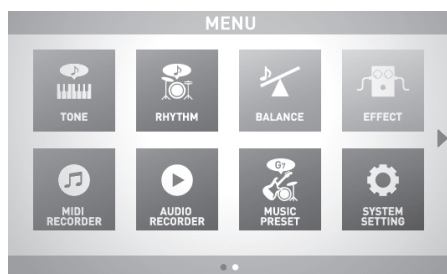 MENU
TONE
RHYTHM
BALANCE
EFFECT
MIDI
RECORDER
AUDIO
RECORDER
G7
MUSIC
PRESET
SYSTEM
SETTING